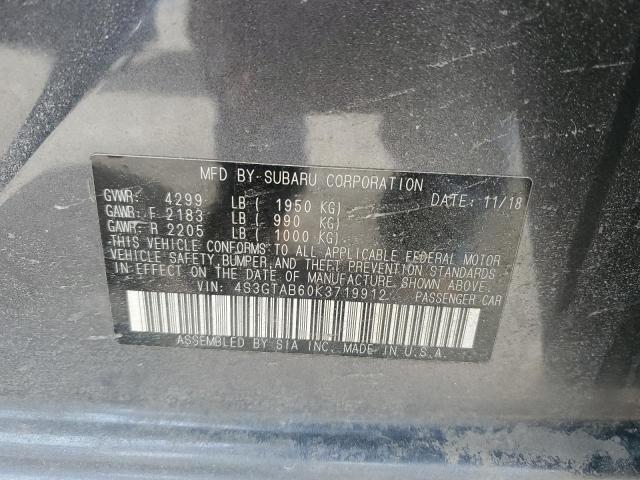 MFD BY-SUBARU CORPORATION
GVWR: 4299 LB ( 1950 KG) DATE: 11/18
GAWR: F 2183 LB ( 990 KG)
GAWR: R 2205 LB ( 1000 KG)
THIS VEHICLE CONFORMS TO ALL APPLICABLE FEDERAL MOTOR
VEHICLE SAFETY, BUMPER, AND THEFT PREVENTION STANDARDS
IN EFFECT ON THE DATE OF MANUFACTURE SHOWN ABOVE.
VIN: 4S3GTAB60K3719912 PASSENGER CAR
ASSEMBLED BY SIA INC. MADE IN U.S.A.